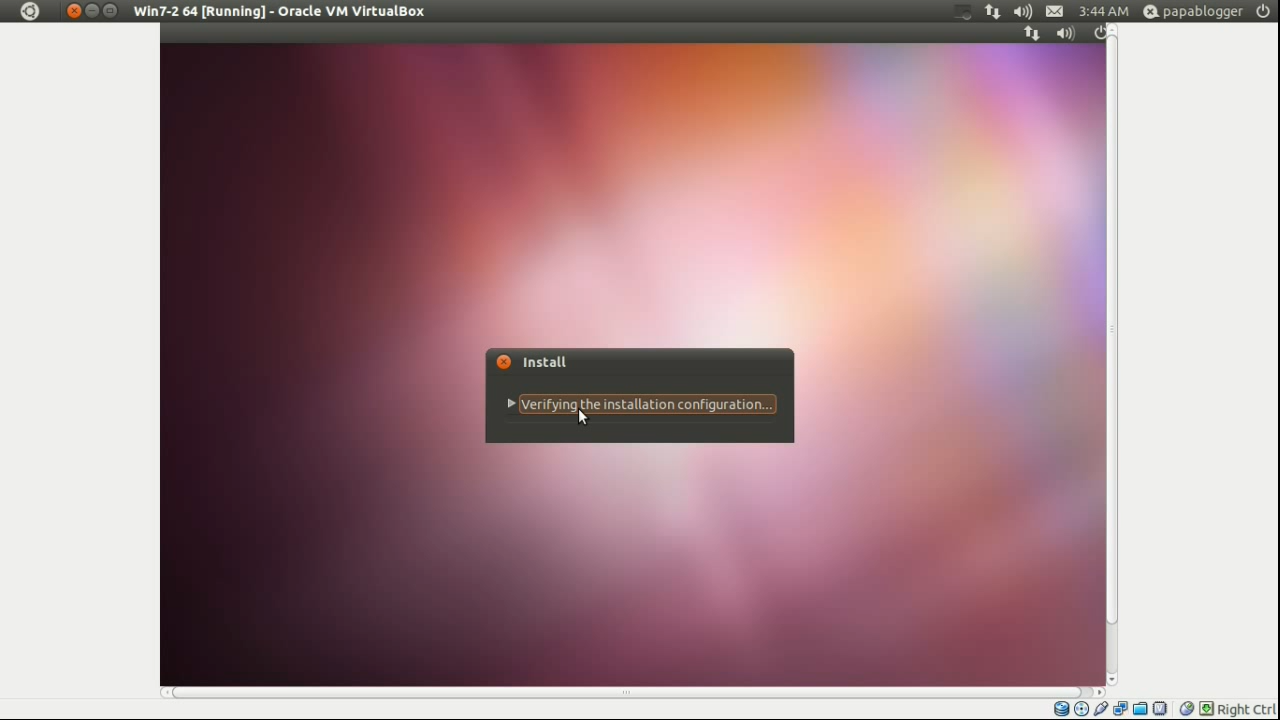 Win7-2 64 [Running] - Oracle VM VirtualBox
3:44 AM
papablogger
Install
Verifying the installation configuration...
Right Ctrl